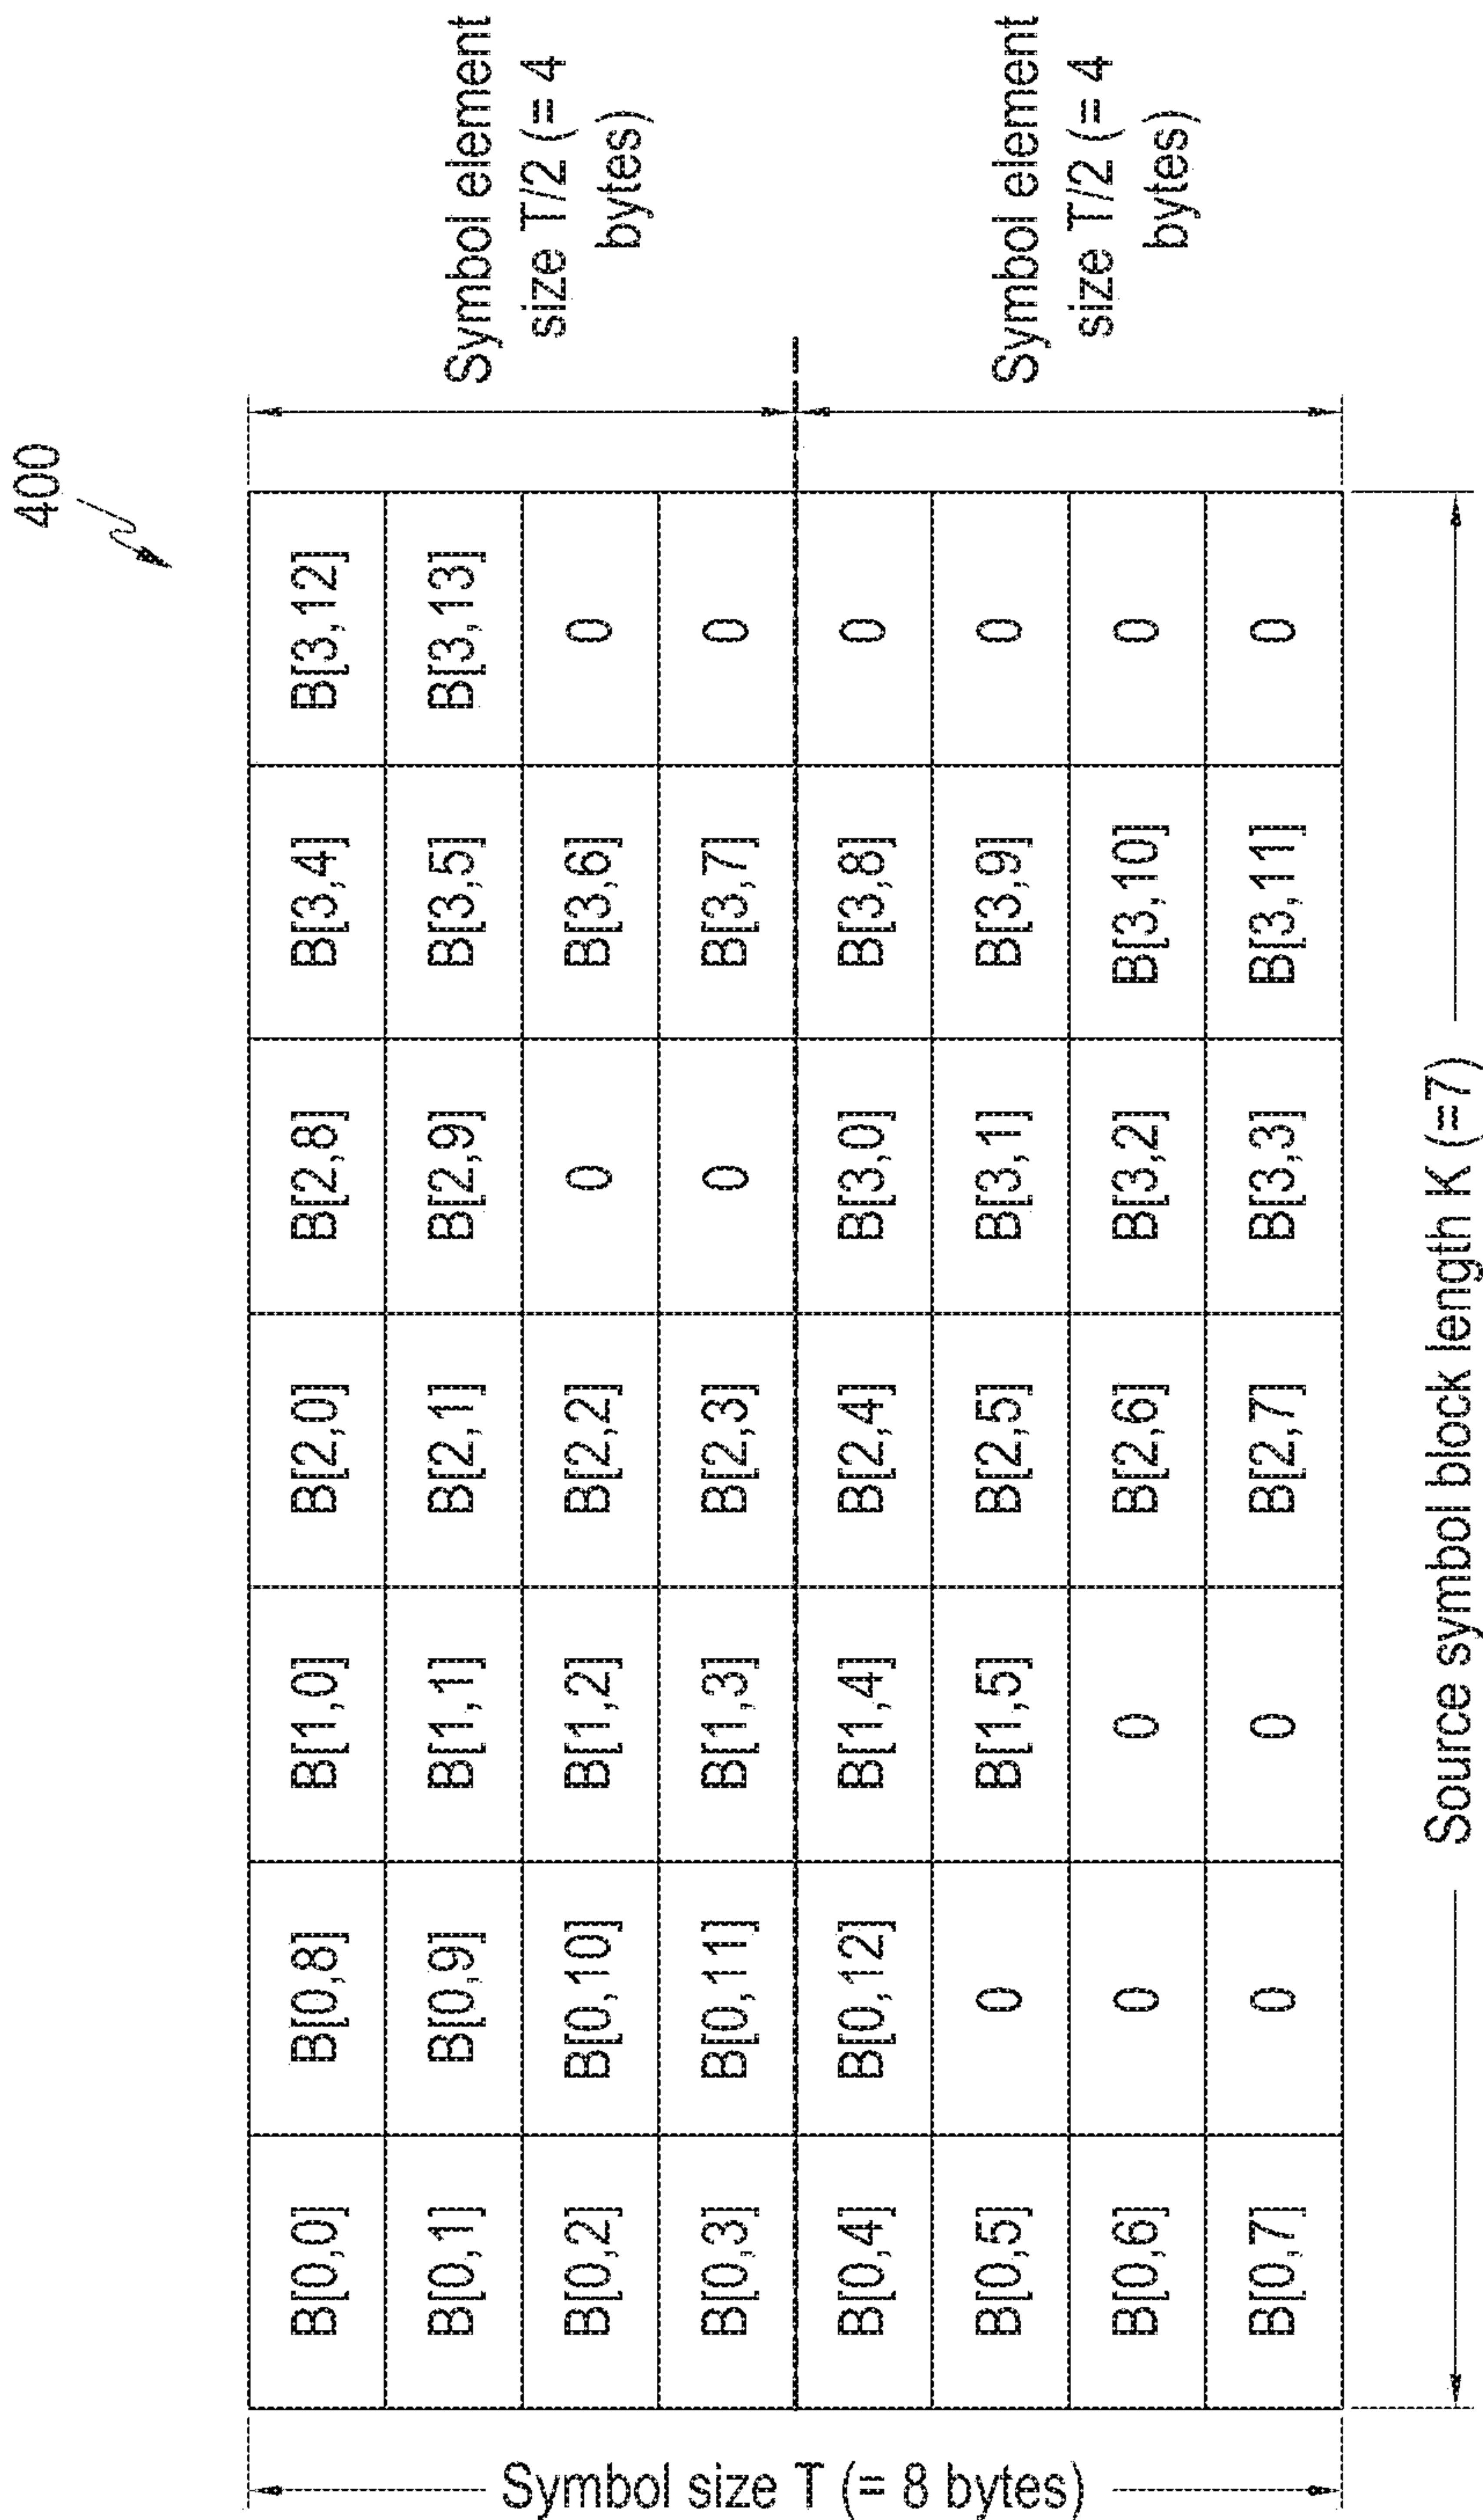 400
Symbol size T (= 8 bytes)
B[0,0] B[0,8] B[1,0] B[2,0] B[2,8] B[3,4] B[3,12]
B[0,1] B[0,9] B[1,1] B[2,1] B[2,9] B[3,5] B[3,13]
B[0,2] B[0,10] B[1,2] B[2,2] 0 B[3,6] 0
B[0,3] B[0,11] B[1,3] B[2,3] 0 B[3,7] 0
B[0,4] B[0,12] B[1,4] B[2,4] B[3,0] B[3,8] 0
B[0,5] 0 B[1,5] B[2,5] B[3,1] B[3,9] 0
B[0,6] 0 0 B[2,6] B[3,2] B[3,10] 0
B[0,7] 0 0 B[2,7] B[3,3] B[3,11] 0
Symbol element
size T/2 (= 4
bytes)
Symbol element
size T/2 (= 4
bytes)
Source symbol block length K (=7)